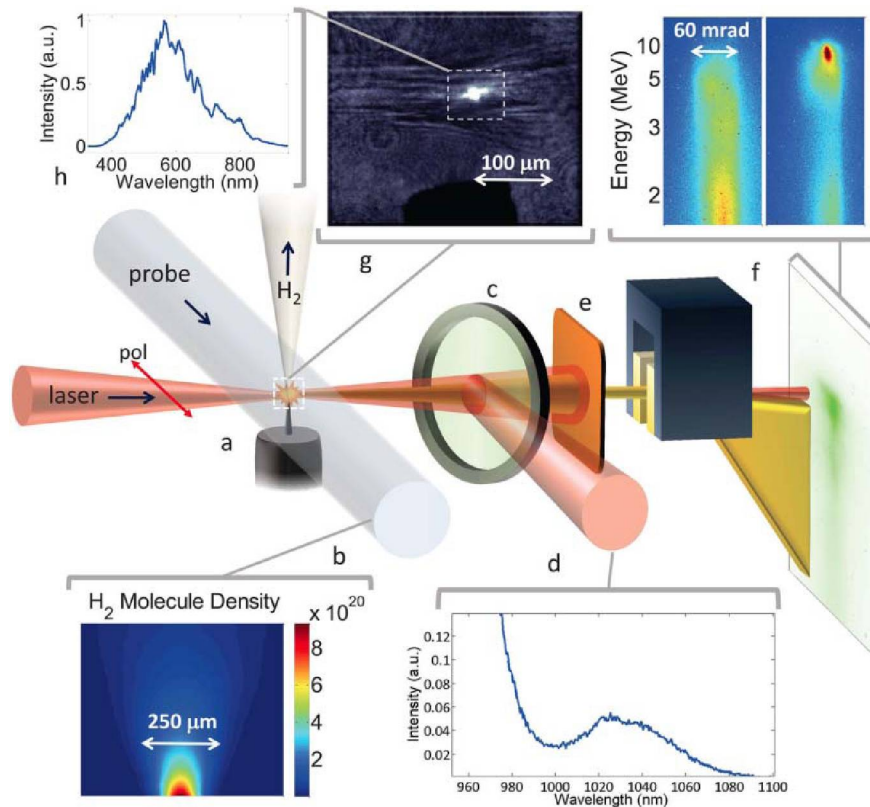 Intensity (a.u.)
1
0.5
0
400 600 800
Wavelength (nm)
h
100 μm
g
Energy (MeV)
10
5
3
2
60 mrad
probe
H2
pol
laser
a
b
c
d
e
f
H2 Molecule Density
x 10^20
8
6
4
2
250 μm
Intensity (a.u.)
0.12
0.1
0.08
0.06
0.04
0.02
960 980 1000 1020 1040 1060 1080 1100
Wavelength (nm)